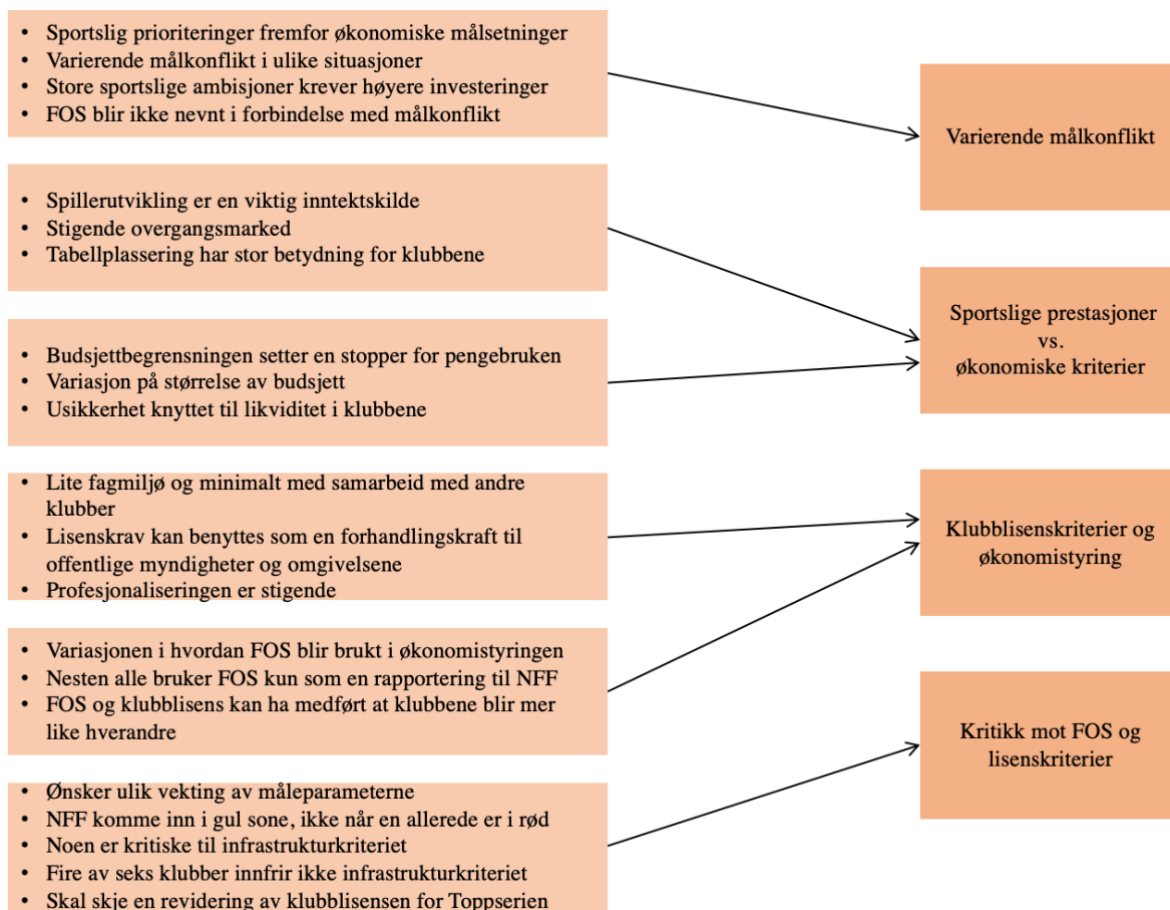 • Sportslig prioriteringer fremfor økonomiske målsetninger
• Varierende målkonflikt i ulike situasjoner
• Store sportslige ambisjoner krever høyere investeringer
• FOS blir ikke nevnt i forbindelse med målkonflikt
Varierende målkonflikt
• Spillerutvikling er en viktig inntektskilde
• Stigende overgangsmarked
• Tabellplassering har stor betydning for klubbene
Sportslige prestasjoner
vs.
økonomiske kriterier
• Budsjettbegrensningen setter en stopper for pengebruken
• Variasjon på størrelse av budsjett
• Usikkerhet knyttet til likviditet i klubbene
• Lite fagmiljø og minimalt med samarbeid med andre
klubber
• Lisenskrav kan benyttes som en forhandlingskraft til
offentlige myndigheter og omgivelsene
• Profesjonaliseringen er stigende
Klubblisenskriterier og
økonomistyring
• Variasjonen i hvordan FOS blir brukt i økonomistyringen
• Nesten alle bruker FOS kun som en rapportering til NFF
• FOS og klubblisens kan ha medført at klubbene blir mer
like hverandre
Kritikk mot FOS og
lisenskriterier
• Ønsker ulik vekting av måleparameterne
• NFF komme inn i gul sone, ikke når en allerede er i rød
• Noen er kritiske til infrastrukturkriteriet
• Fire av seks klubber innfrir ikke infrastrukturkriteriet
• Skal skje en revidering av klubblisensen for Toppserien